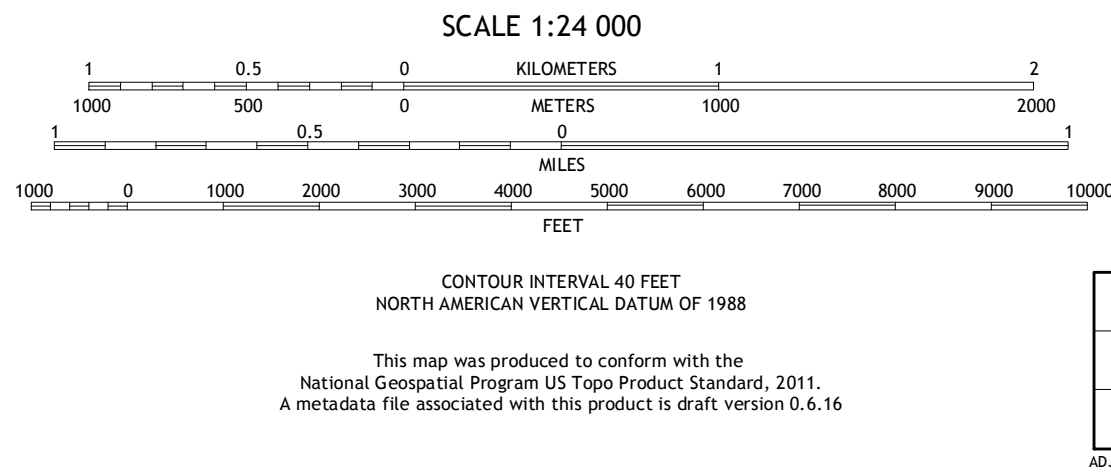 SCALE 1:24 000
1 0.5 0 KILOMETERS 1 2
1000 500 0 METERS 1000 2000
1 0.5 0 1
MILES
1000 0 1000 2000 3000 4000 5000 6000 7000 8000 9000 10000
FEET
CONTOUR INTERVAL 40 FEET
NORTH AMERICAN VERTICAL DATUM OF 1988
This map was produced to conform with the
National Geospatial Program US Topo Product Standard, 2011.
A metadata file associated with this product is draft version 0.6.16